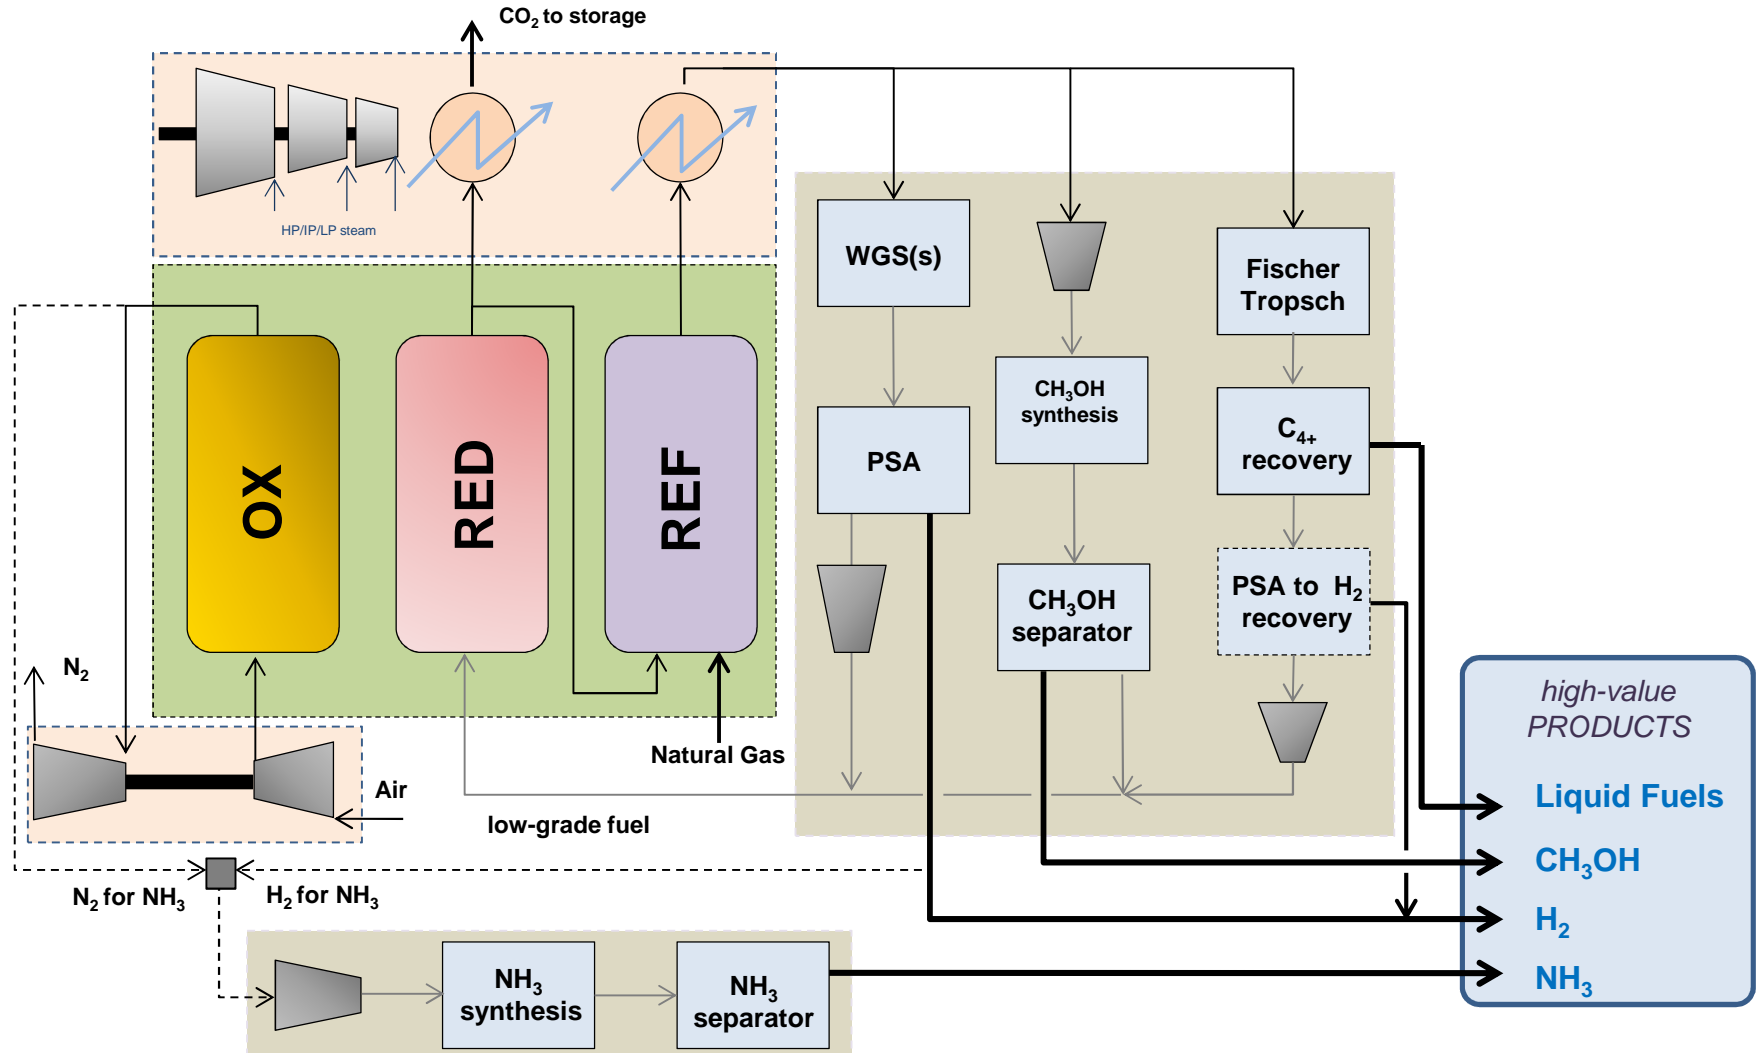 CO2 to storage
HP/IP/LP steam
WGS(s)
Fischer
Tropsch
CH3OH
synthesis
C4+
recovery
PSA
OX
RED
REF
CH3OH
separator
PSA to H2
recovery
N2
Natural Gas
Air
low-grade fuel
high-value
PRODUCTS
Liquid Fuels
CH3OH
H2
NH3
N2 for NH3
H2 for NH3
NH3
synthesis
NH3
separator